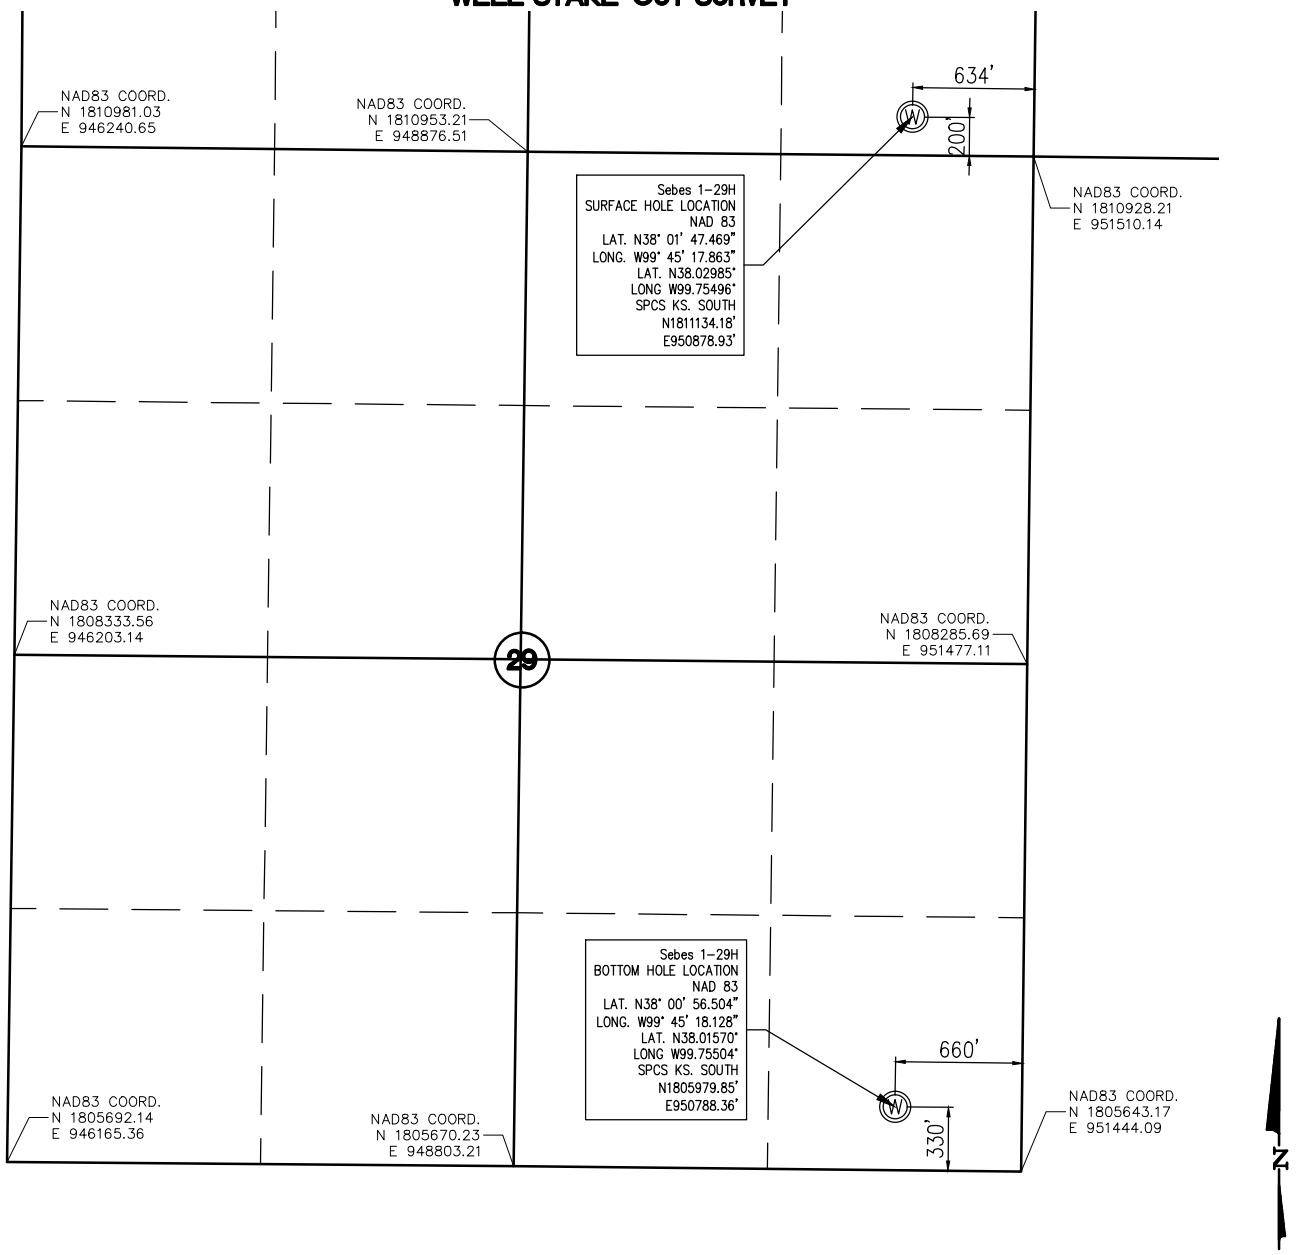 WELL STAKE-OUT SURVEY
634'
NAD83 COORD.
N 1810981.03
E 946240.65
NAD83 COORD.
N 1810953.21
E 948876.51
W
200'
Sebes 1-29H
SURFACE HOLE LOCATION
NAD 83
LAT. N38° 01' 47.469"
LONG. W99° 45' 17.863"
LAT. N38.02985°
LONG W99.75496°
SPCS KS. SOUTH
N1811134.18'
E950878.93'
NAD83 COORD.
N 1810928.21
E 951510.14
NAD83 COORD.
N 1808333.56
E 946203.14
29
NAD83 COORD.
N 1808285.69
E 951477.11
Sebes 1-29H
BOTTOM HOLE LOCATION
NAD 83
LAT. N38° 00' 56.504"
LONG. W99° 45' 18.128"
LAT. N38.01570°
LONG W99.75504°
SPCS KS. SOUTH
N1805979.85'
E950788.36'
660'
W
330'
NAD83 COORD.
N 1805692.14
E 946165.36
NAD83 COORD.
N 1805670.23
E 948803.21
NAD83 COORD.
N 1805643.17
E 951444.09
N